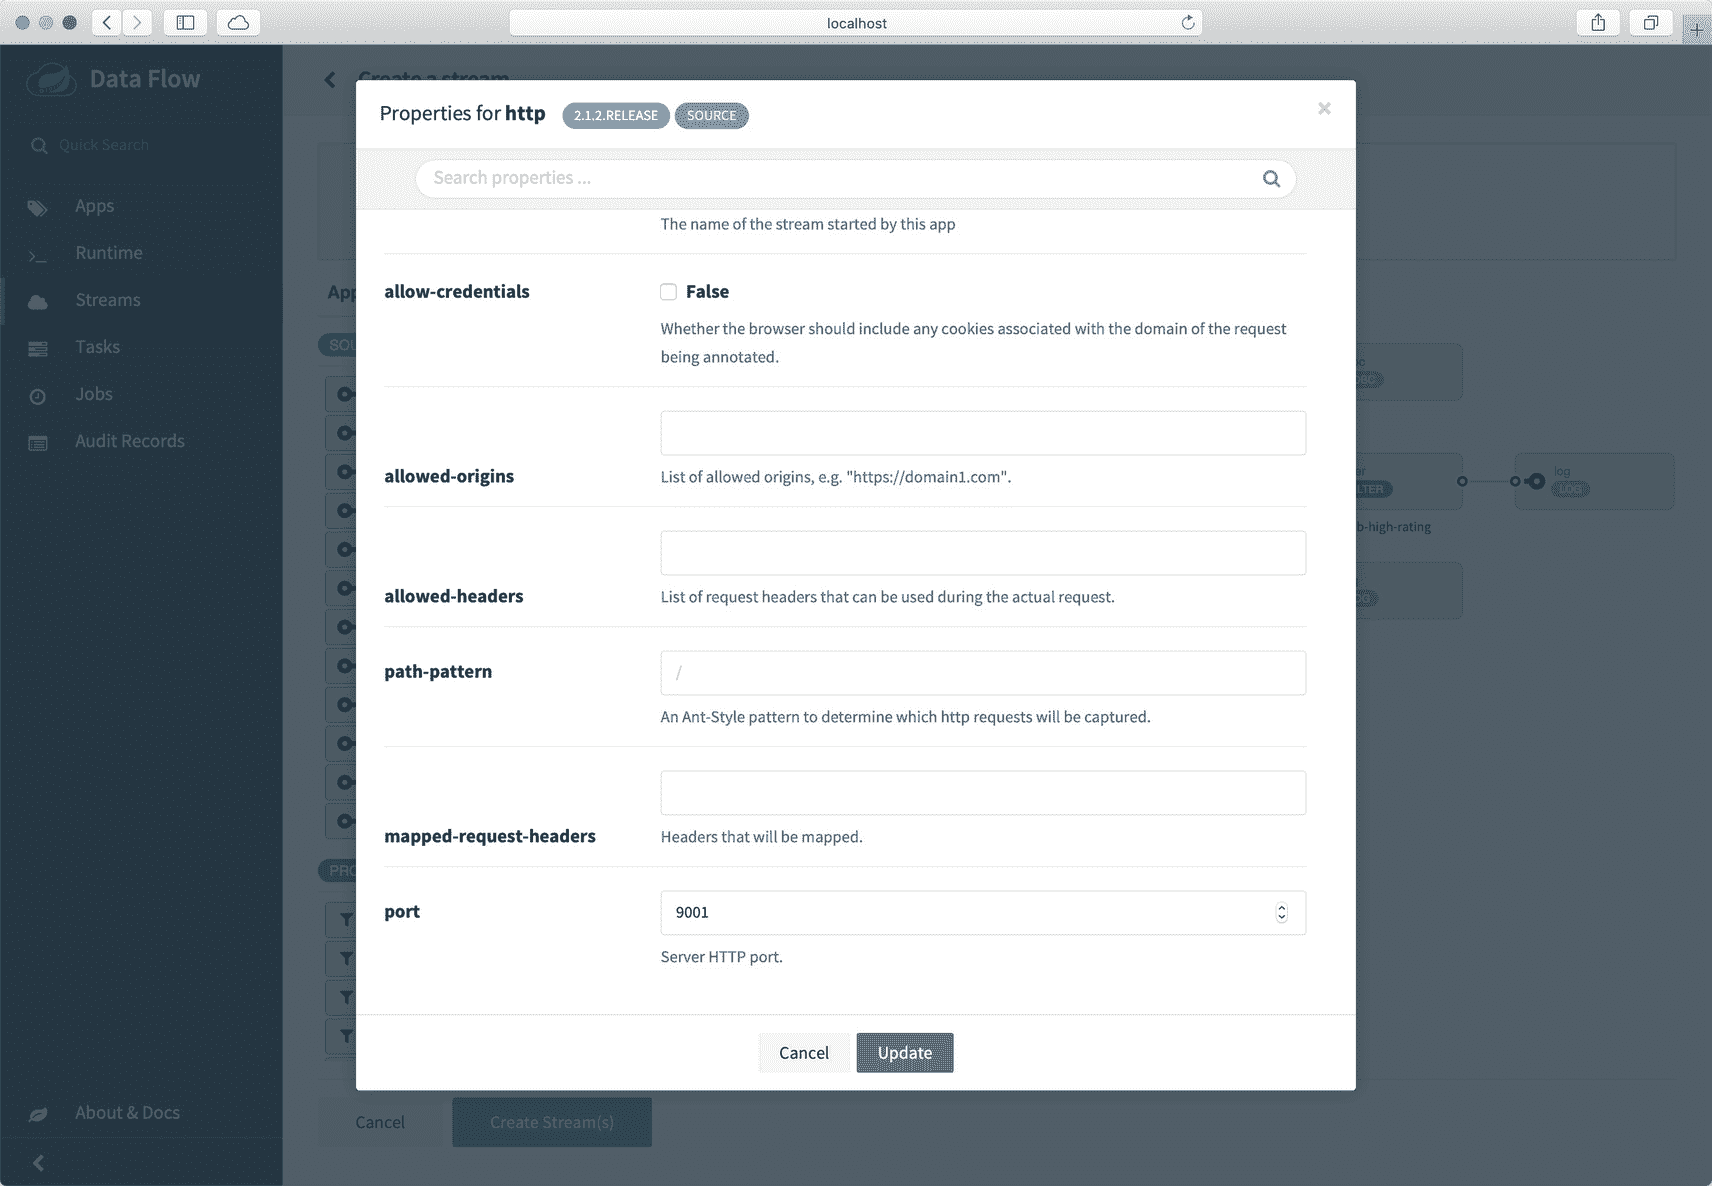 localhost
Data Flow
Create a stream
Quick Search
Apps
Runtime
Streams
Tasks
Jobs
Audit Records
About & Docs
Properties for http 2.1.2.RELEASE SOURCE
×
Search properties ...
The name of the stream started by this app
allow-credentials
False
Whether the browser should include any cookies associated with the domain of the request
being annotated.
allowed-origins
List of allowed origins, e.g. "https://domain1.com".
allowed-headers
List of request headers that can be used during the actual request.
path-pattern
/
An Ant-Style pattern to determine which http requests will be captured.
mapped-request-headers
Headers that will be mapped.
port
9001
Server HTTP port.
Cancel
Update
App
SOU
PRO
log
LOG
b-high-rating
Cancel
Create Stream(s)